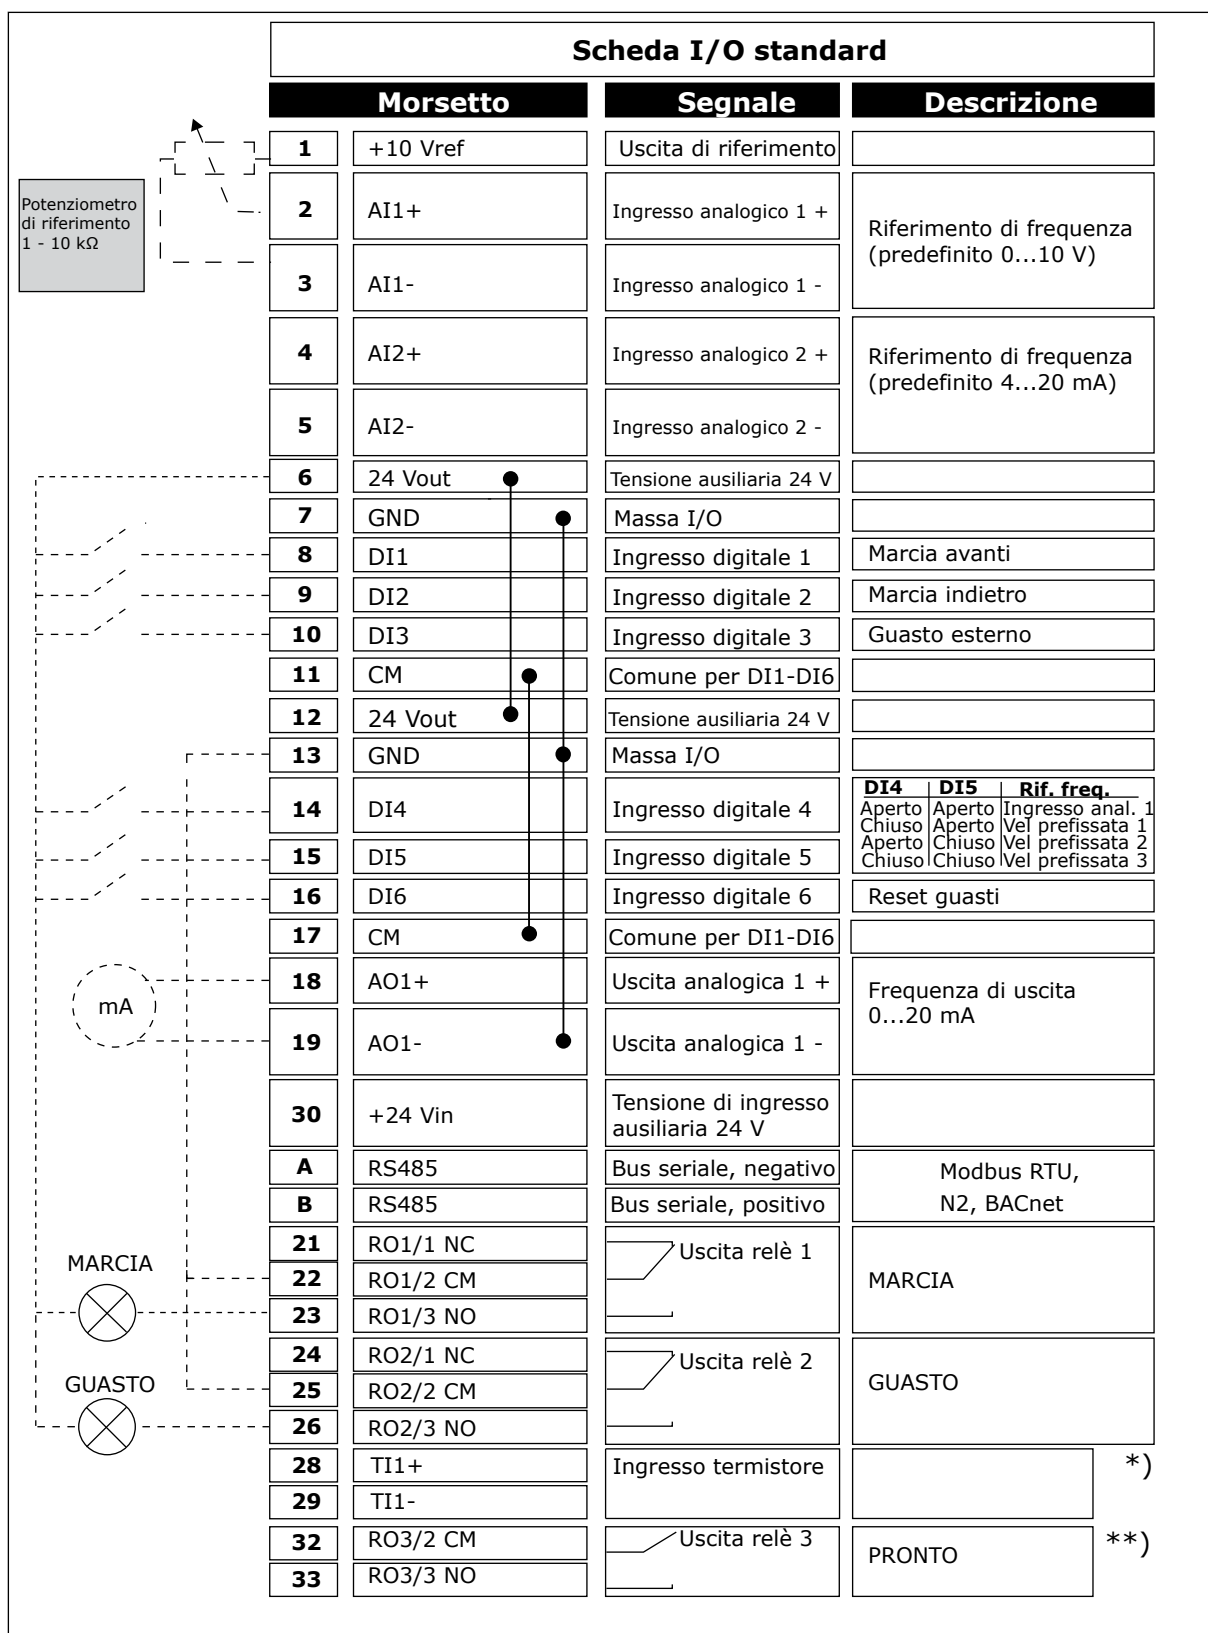 Scheda I/O standard
Morsetto Segnale Descrizione
1 +10 Vref Uscita di riferimento
Potenziometro
di riferimento
1 - 10 kΩ
2 AI1+ Ingresso analogico 1 +
Riferimento di frequenza
(predefinito 0...10 V)
3 AI1- Ingresso analogico 1 -
4 AI2+ Ingresso analogico 2 +
Riferimento di frequenza
(predefinito 4...20 mA)
5 AI2- Ingresso analogico 2 -
6 24 Vout Tensione ausiliaria 24 V
7 GND Massa I/O
8 DI1 Ingresso digitale 1 Marcia avanti
9 DI2 Ingresso digitale 2 Marcia indietro
10 DI3 Ingresso digitale 3 Guasto esterno
11 CM Comune per DI1-DI6
12 24 Vout Tensione ausiliaria 24 V
13 GND Massa I/O
14 DI4 Ingresso digitale 4
DI4 DI5 Rif. freq.
Aperto Aperto Ingresso anal. 1
Chiuso Aperto Vel prefissata 1
Aperto Chiuso Vel prefissata 2
Chiuso Chiuso Vel prefissata 3
15 DI5 Ingresso digitale 5
16 DI6 Ingresso digitale 6 Reset guasti
17 CM Comune per DI1-DI6
18 AO1+ Uscita analogica 1 +
Frequenza di uscita
0...20 mA
mA
19 AO1- Uscita analogica 1 -
30 +24 Vin Tensione di ingresso
ausiliaria 24 V
A RS485 Bus seriale, negativo
Modbus RTU,
N2, BACnet
B RS485 Bus seriale, positivo
21 RO1/1 NC Uscita relè 1
MARCIA
22 RO1/2 CM MARCIA
23 RO1/3 NO
24 RO2/1 NC Uscita relè 2
GUASTO
25 RO2/2 CM GUASTO
26 RO2/3 NO
28 TI1+ Ingresso termistore *)
29 TI1-
32 RO3/2 CM Uscita relè 3 PRONTO **)
33 RO3/3 NO